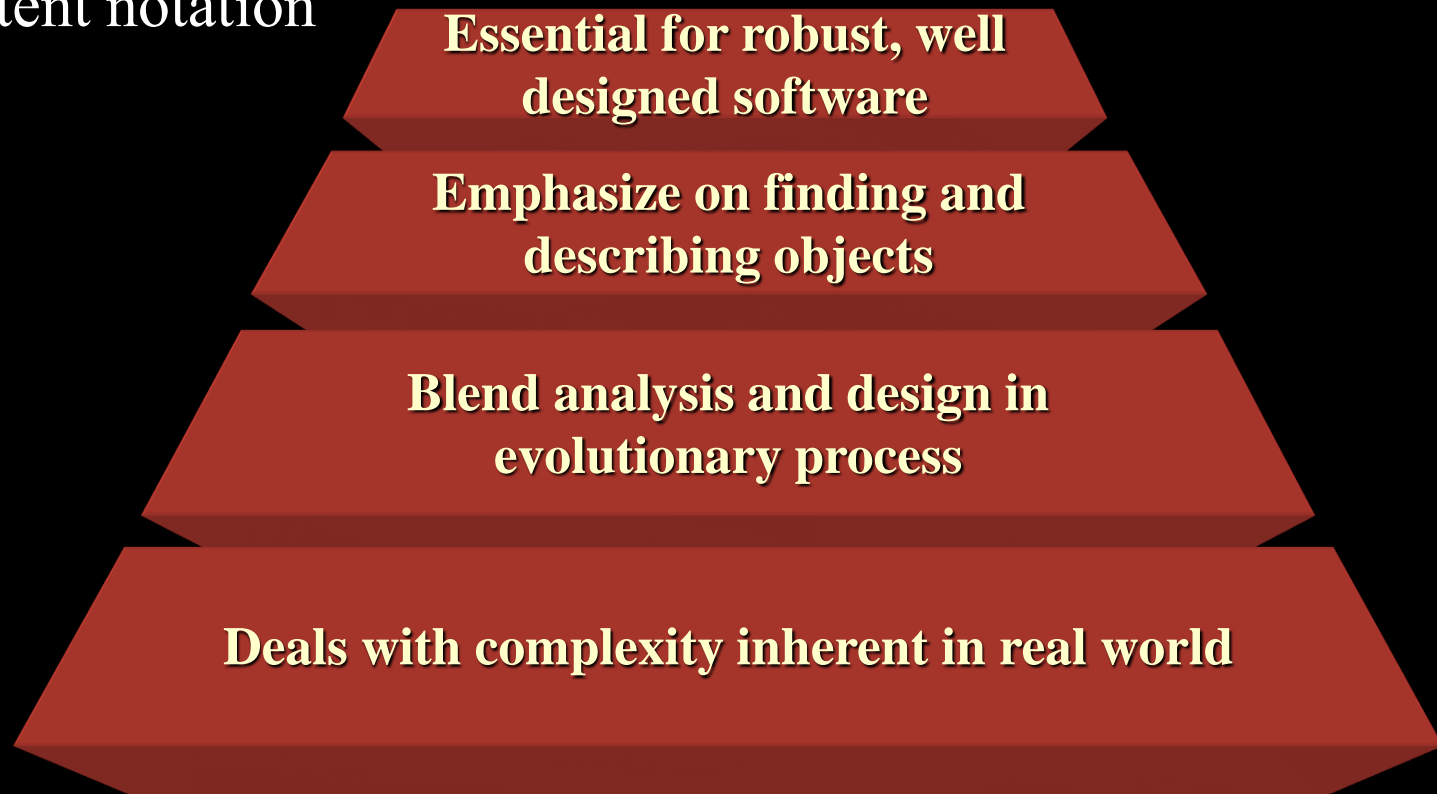 notation
Essential for robust, well
designed software
Emphasize on finding and
describing objects
Blend analysis and design in
evolutionary process
Deals with complexity inherent in real world